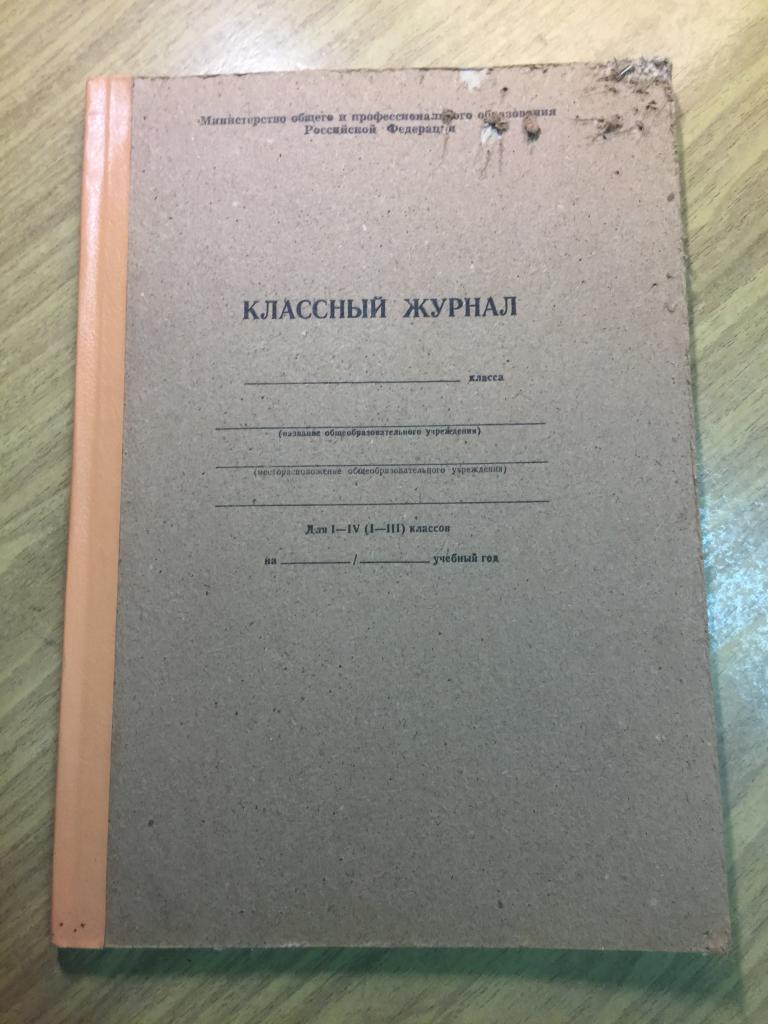 Министерство общего и профессионального образования
Российской Федерации
КЛАССНЫЙ ЖУРНАЛ
класса
(название общеобразовательного учреждения)
(месторасположение общеобразовательного учреждения)
Для I—IV (I—III) классов
на / учебный год